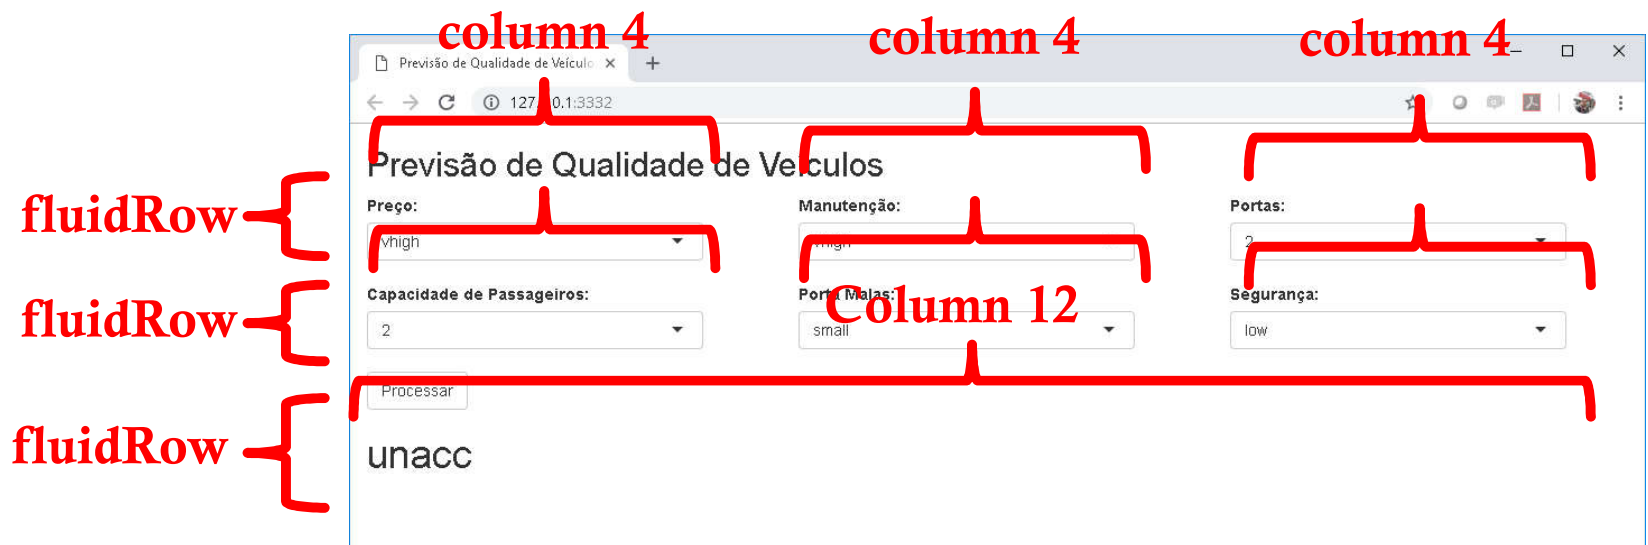 column 4
column 4
column 4
Previsão de Qualidade de Veículo
127.0.0.1:3332
Previsão de Qualidade de Veículos
fluidRow
Preço:
Manutenção:
Portas:
vhigh
vhigh
2
fluidRow
Capacidade de Passageiros:
Porta Malas:
Segurança:
Column 12
2
small
low
Processar
fluidRow
unacc